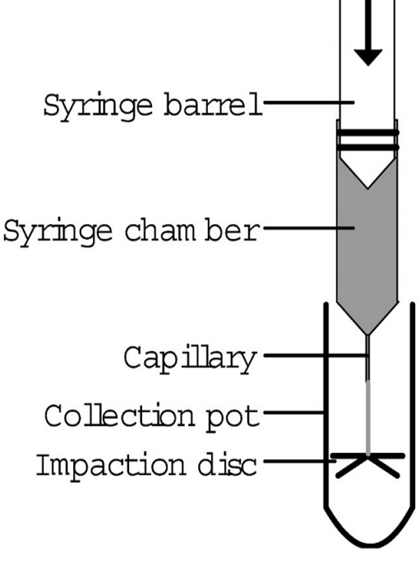 Syringe barrel
Syringe chamber
Capillary
Collection pot
Impaction disc